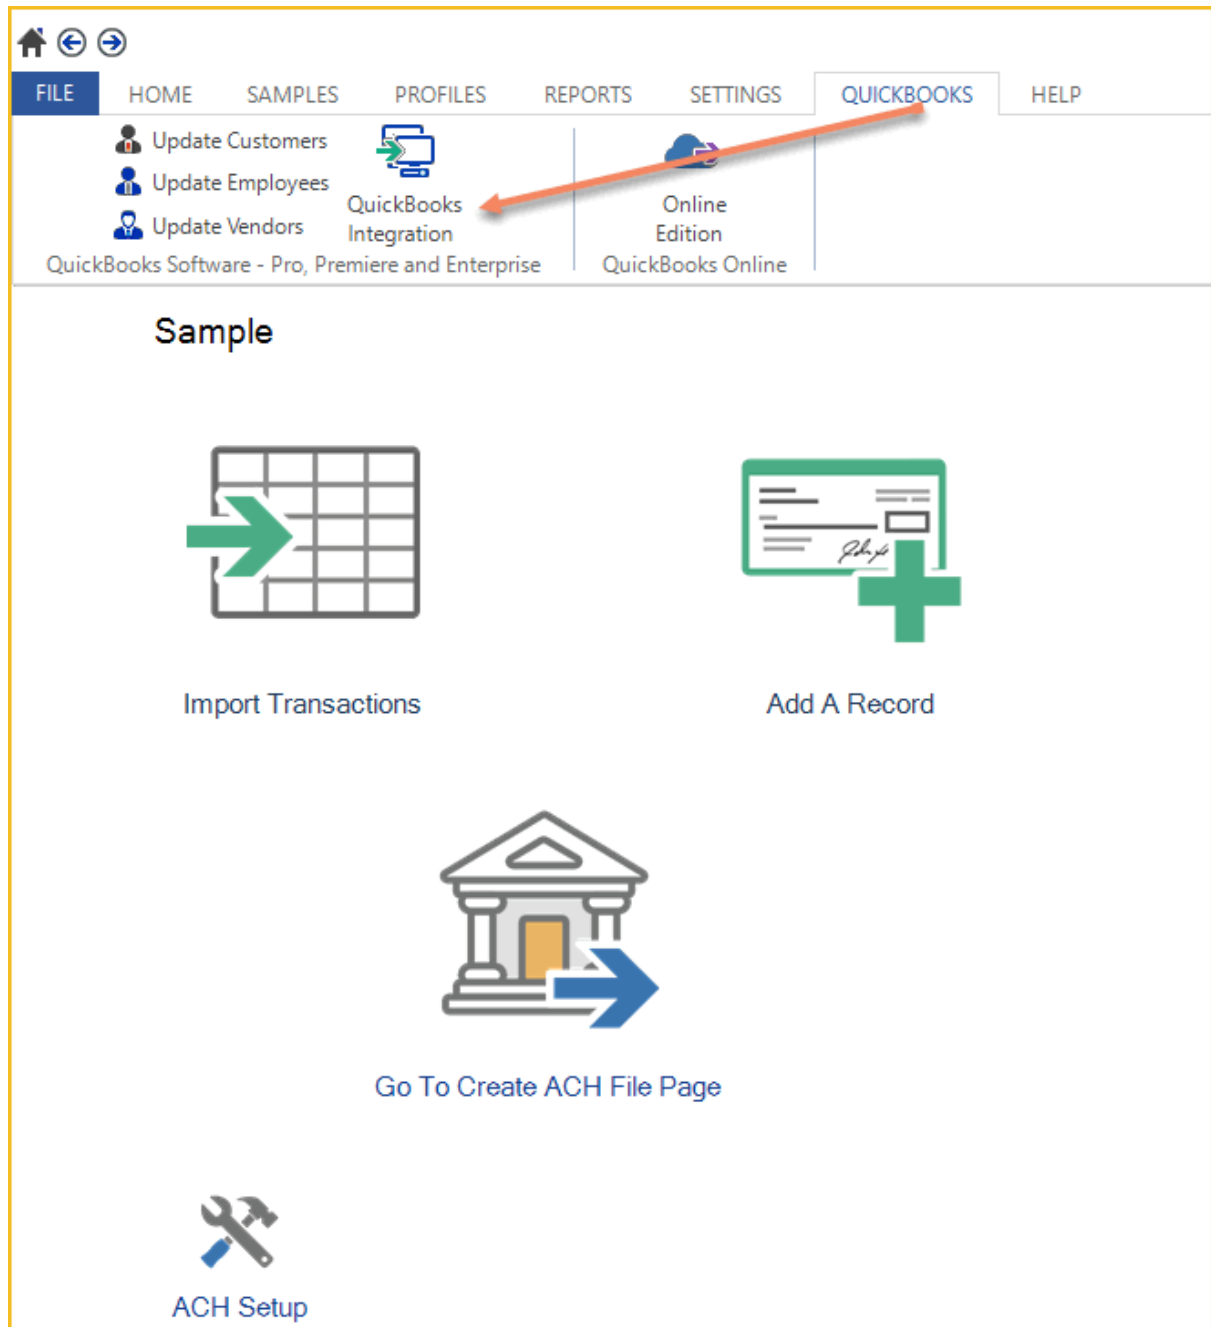 FILE HOME SAMPLES PROFILES REPORTS SETTINGS QUICKBOOKS HELP
Update Customers
Update Employees
Update Vendors
QuickBooks
Integration
QuickBooks Software - Pro, Premiere and Enterprise
Online
Edition
QuickBooks Online
Sample
Import Transactions
Add A Record
Go To Create ACH File Page
ACH Setup